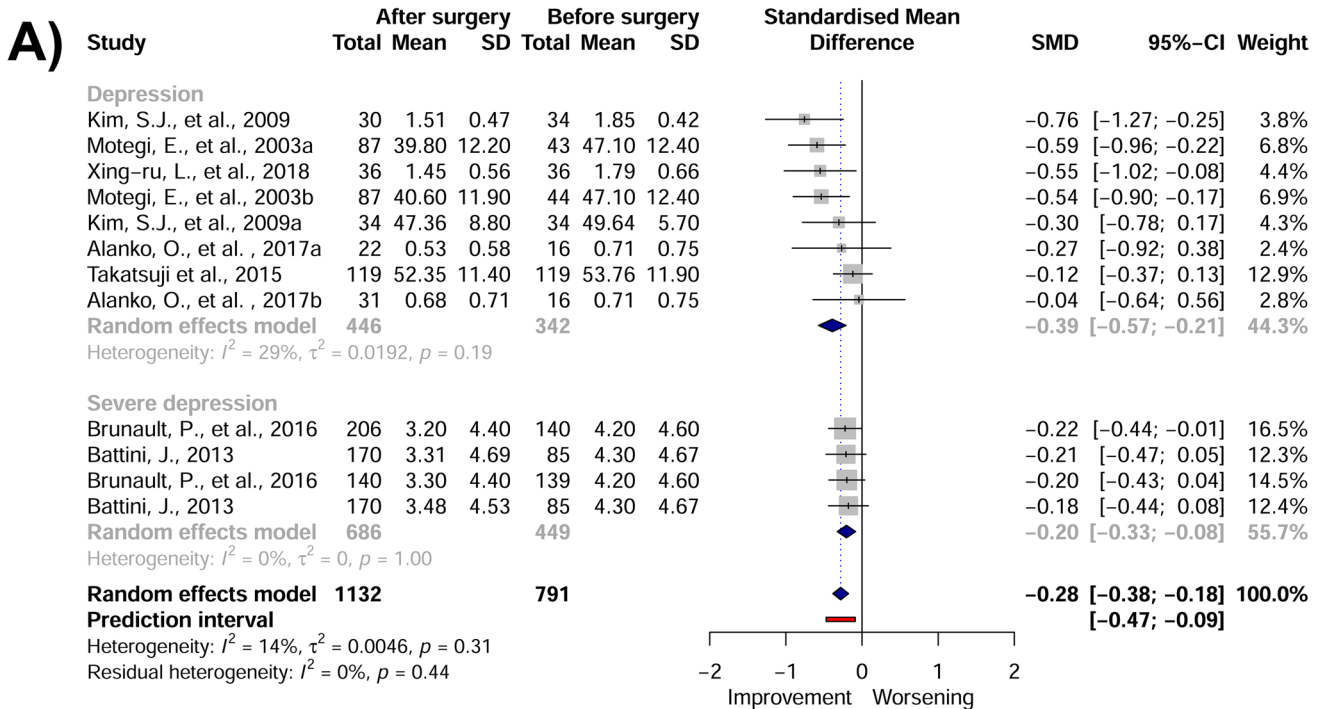 A)
After surgery Before surgery Standardised Mean
Study Total Mean SD Total Mean SD Difference SMD 95%−CI Weight
Depression
Kim, S.J., et al., 2009 30 1.51 0.47 34 1.85 0.42 −0.76 [−1.27; −0.25] 3.8%
Motegi, E., et al., 2003a 87 39.80 12.20 43 47.10 12.40 −0.59 [−0.96; −0.22] 6.8%
Xing−ru, L., et al., 2018 36 1.45 0.56 36 1.79 0.66 −0.55 [−1.02; −0.08] 4.4%
Motegi, E., et al., 2003b 87 40.60 11.90 44 47.10 12.40 −0.54 [−0.90; −0.17] 6.9%
Kim, S.J., et al., 2009a 34 47.36 8.80 34 49.64 5.70 −0.30 [−0.78; 0.17] 4.3%
Alanko, O., et al. , 2017a 22 0.53 0.58 16 0.71 0.75 −0.27 [−0.92; 0.38] 2.4%
Takatsuji et al., 2015 119 52.35 11.40 119 53.76 11.90 −0.12 [−0.37; 0.13] 12.9%
Alanko, O., et al. , 2017b 31 0.68 0.71 16 0.71 0.75 −0.04 [−0.64; 0.56] 2.8%
Random effects model 446 342 −0.39 [−0.57; −0.21] 44.3%
Heterogeneity: I² = 29%, τ² = 0.0192, p = 0.19
Severe depression
Brunault, P., et al., 2016 206 3.20 4.40 140 4.20 4.60 −0.22 [−0.44; −0.01] 16.5%
Battini, J., 2013 170 3.31 4.69 85 4.30 4.67 −0.21 [−0.47; 0.05] 12.3%
Brunault, P., et al., 2016 140 3.30 4.40 139 4.20 4.60 −0.20 [−0.43; 0.04] 14.5%
Battini, J., 2013 170 3.48 4.53 85 4.30 4.67 −0.18 [−0.44; 0.08] 12.4%
Random effects model 686 449 −0.20 [−0.33; −0.08] 55.7%
Heterogeneity: I² = 0%, τ² = 0, p = 1.00
Random effects model 1132 791 −0.28 [−0.38; −0.18] 100.0%
Prediction interval [−0.47; −0.09]
Heterogeneity: I² = 14%, τ² = 0.0046, p = 0.31
Residual heterogeneity: I² = 0%, p = 0.44
−2 −1 0 1 2
Improvement Worsening